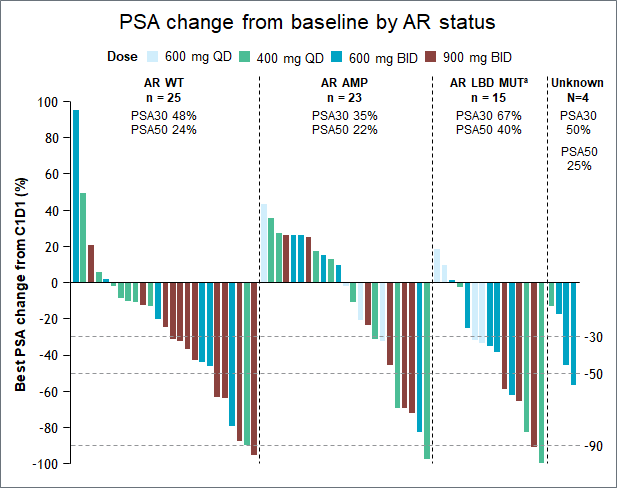 PSA change from baseline by AR status
Dose 600 mg QD 400 mg QD 600 mg BID 900 mg BID
AR WT
n = 25
PSA30 48%
PSA50 24%
AR AMP
n = 23
PSA30 35%
PSA50 22%
AR LBD MUTª
n = 15
PSA30 67%
PSA50 40%
Unknown
N=4
PSA30
50%
PSA50
25%
Best PSA change from C1D1 (%)
100
80
60
40
20
0
-20
-40
-60
-80
-100
-30
-50
-90